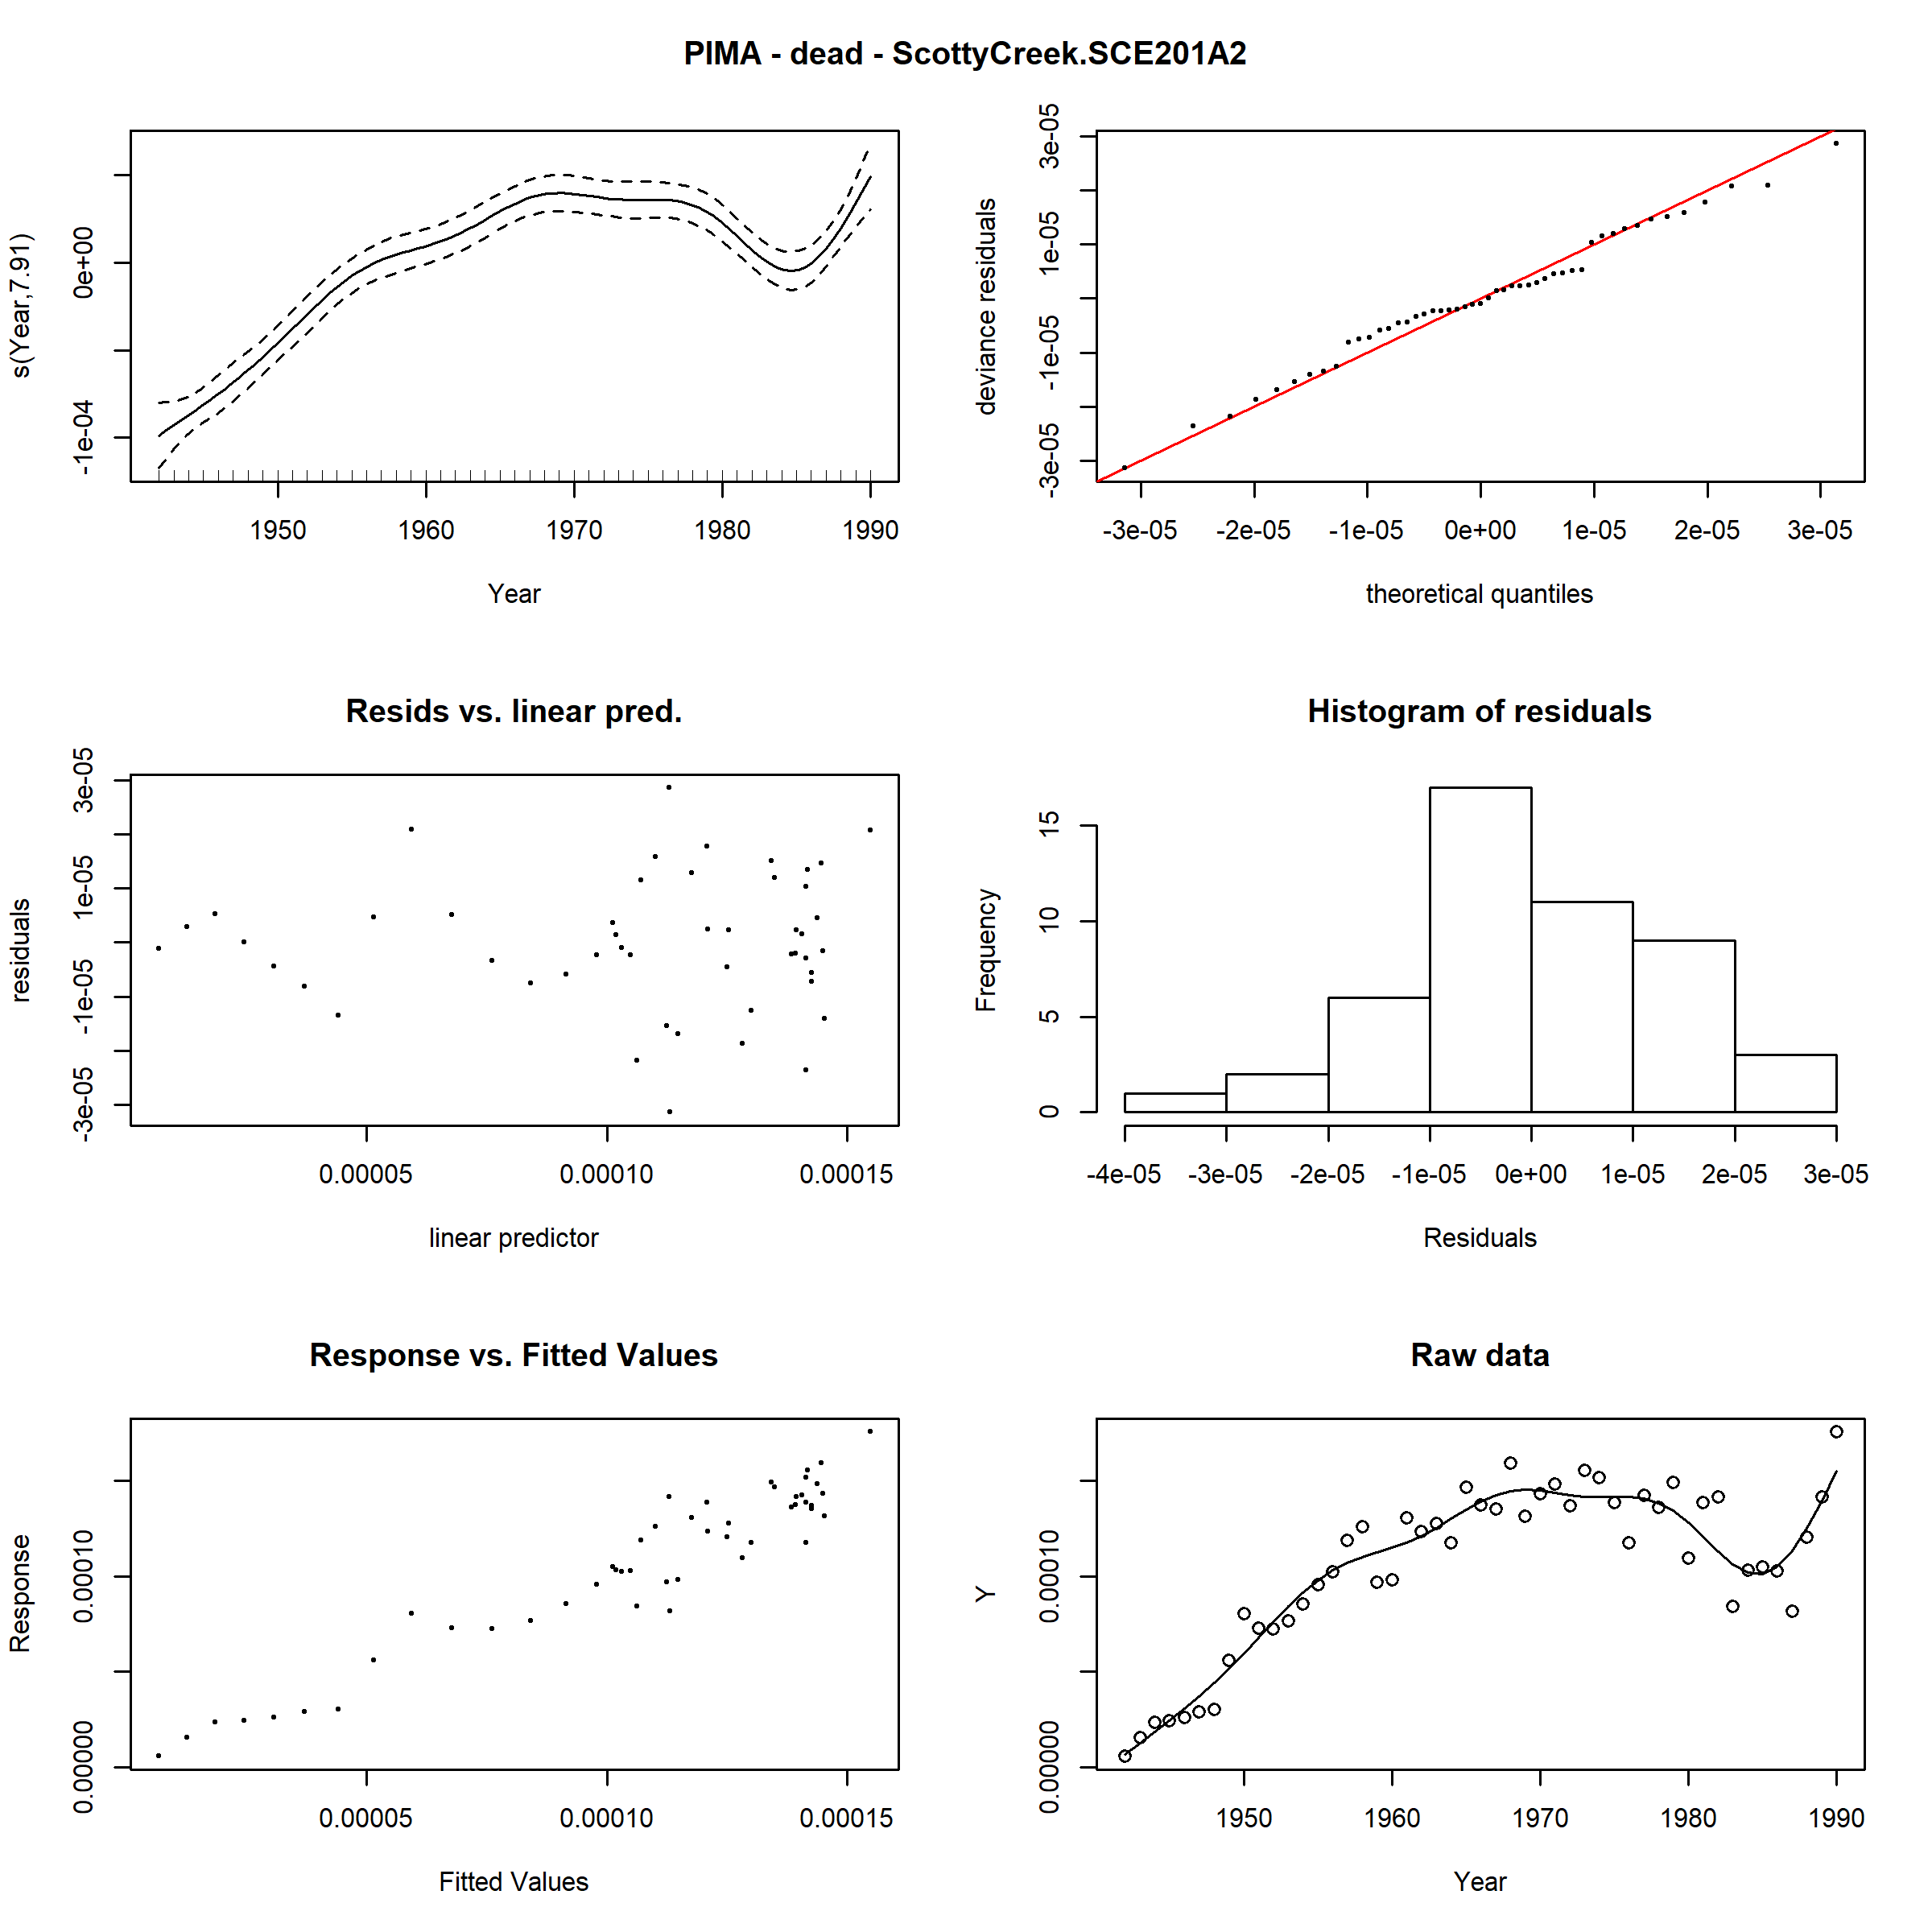 PIMA - dead - ScottyCreek.SCE201A2
s(Year,7.91)
0e+00
-1e-04
1950 1960 1970 1980 1990
Year
deviance residuals
3e-05
1e-05
-1e-05
-3e-05
-3e-05 -2e-05 -1e-05 0e+00 1e-05 2e-05 3e-05
theoretical quantiles
Resids vs. linear pred.
residuals
3e-05
1e-05
-1e-05
-3e-05
0.00005 0.00010 0.00015
linear predictor
Histogram of residuals
Frequency
15
10
5
0
-4e-05 -3e-05 -2e-05 -1e-05 0e+00 1e-05 2e-05 3e-05
Residuals
Response vs. Fitted Values
Response
0.00010
0.00000
0.00005 0.00010 0.00015
Fitted Values
Raw data
Y
0.00010
0.00000
1950 1960 1970 1980 1990
Year